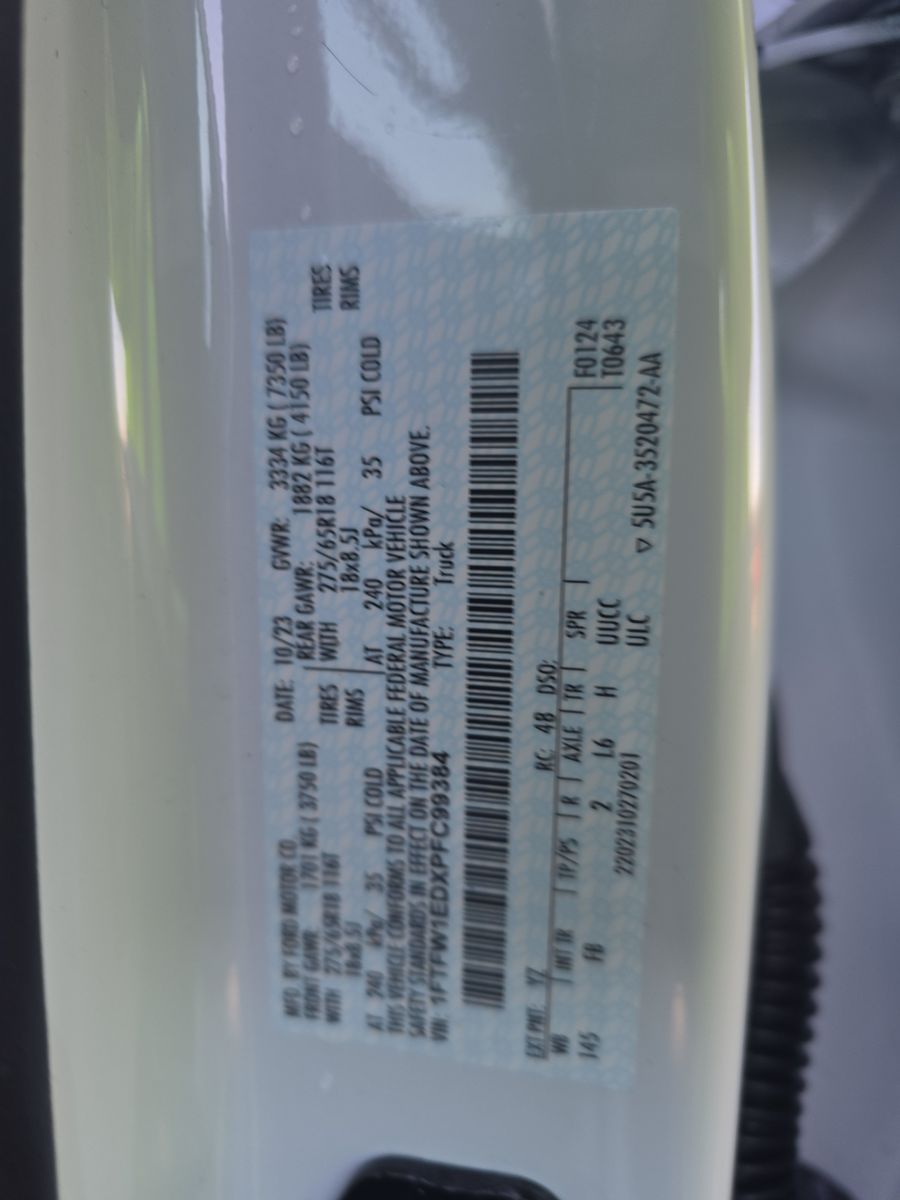 MFD. BY FORD MOTOR CO. DATE: 10/23 GVWR: 3334 KG ( 7350 LB)
FRONT GAWR: 1701 KG ( 3750 LB) REAR GAWR: 1882 KG ( 4150 LB)
WITH 275/65R18 116T TIRES WITH 275/65R18 116T TIRES
18x8.5J RIMS 18x8.5J RIMS
AT 240 kPa/ 35 PSI COLD AT 240 kPa/ 35 PSI COLD
THIS VEHICLE CONFORMS TO ALL APPLICABLE FEDERAL MOTOR VEHICLE
SAFETY STANDARDS IN EFFECT ON THE DATE OF MANUFACTURE SHOWN ABOVE.
VIN: 1FTFW1EDXPFC99384 TYPE: Truck
EXT PNT: YZ RC: 48 DSO:
WB INT TR TP/PS R AXLE TR SPR F0124
145 FB 2 L6 H UUCC T0643
ULC
2202310270201 ▽ 5U5A-3520472-AA